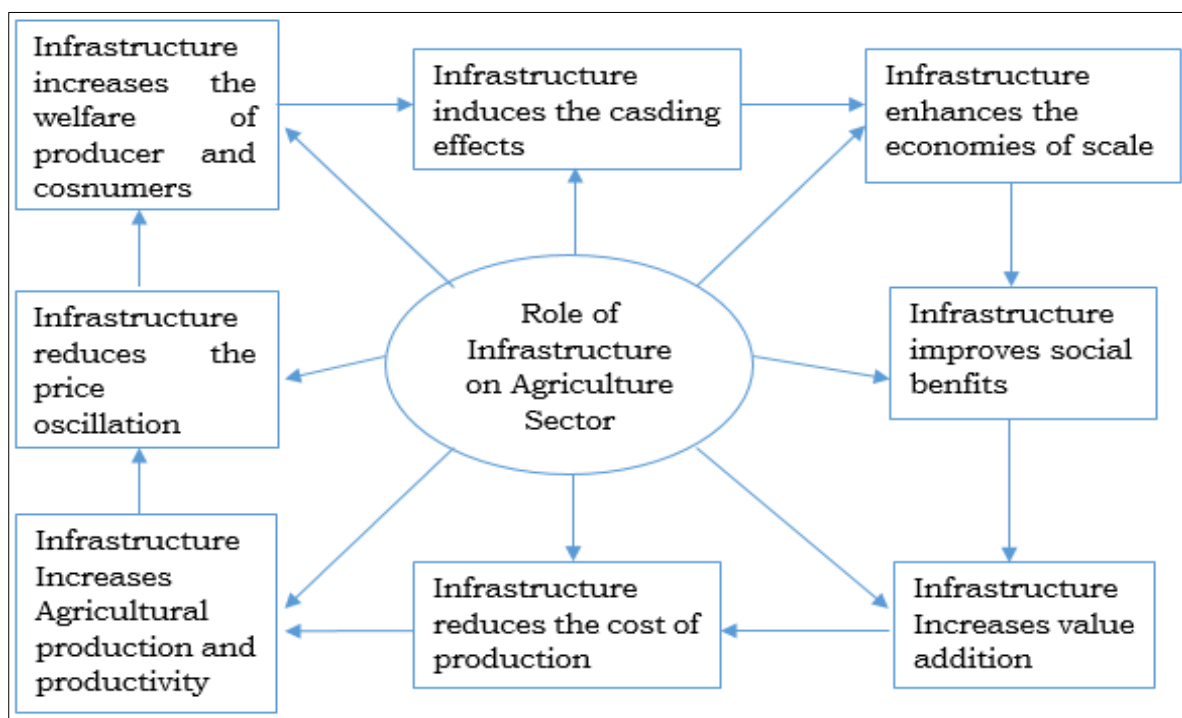 Infrastructure
increases the
welfare of
producer and
cosnumers
Infrastructure
induces the casding
effects
Infrastructure
enhances the
economies of scale
Infrastructure
reduces the
price
oscillation
Role of
Infrastructure
on Agriculture
Sector
Infrastructure
improves social
benfits
Infrastructure
Increases
Agricultural
production and
productivity
Infrastructure
reduces the cost of
production
Infrastructure
Increases value
addition